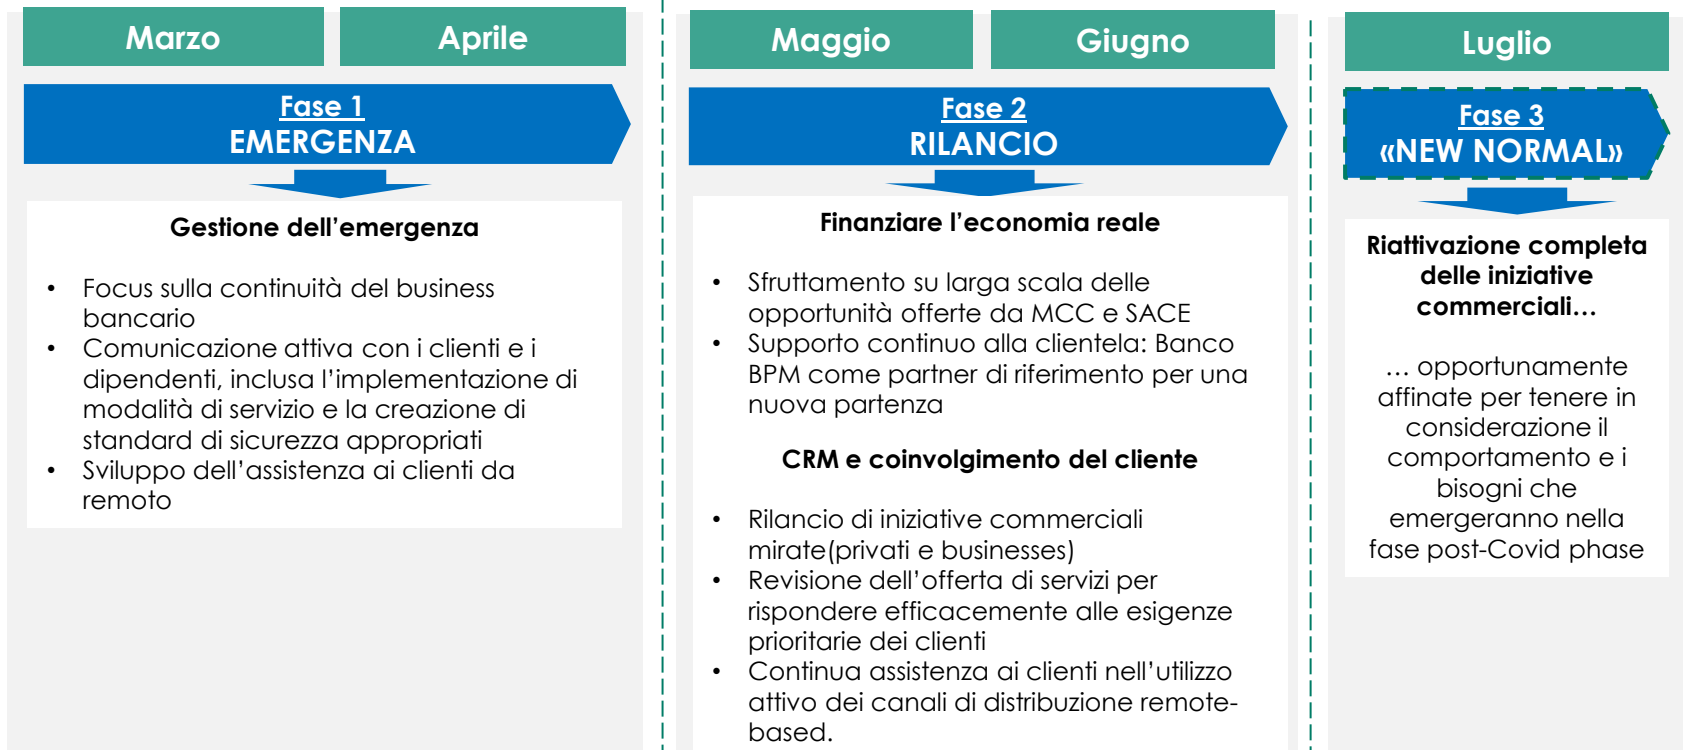 Marzo
Aprile
Fase 1
EMERGENZA
Gestione dell’emergenza
• Focus sulla continuità del business
bancario
• Comunicazione attiva con i clienti e i
dipendenti, inclusa l’implementazione di
modalità di servizio e la creazione di
standard di sicurezza appropriati
• Sviluppo dell’assistenza ai clienti da
remoto
Maggio
Giugno
Fase 2
RILANCIO
Finanziare l’economia reale
• Sfruttamento su larga scala delle
opportunità offerte da MCC e SACE
• Supporto continuo alla clientela: Banco
BPM come partner di riferimento per una
nuova partenza
CRM e coinvolgimento del cliente
• Rilancio di iniziative commerciali
mirate(privati e businesses)
• Revisione dell’offerta di servizi per
rispondere efficacemente alle esigenze
prioritarie dei clienti
• Continua assistenza ai clienti nell’utilizzo
attivo dei canali di distribuzione remote-
based.
Luglio
Fase 3
«NEW NORMAL»
Riattivazione completa
delle iniziative
commerciali…
… opportunamente
affinate per tenere in
considerazione il
comportamento e i
bisogni che
emergeranno nella
fase post-Covid phase